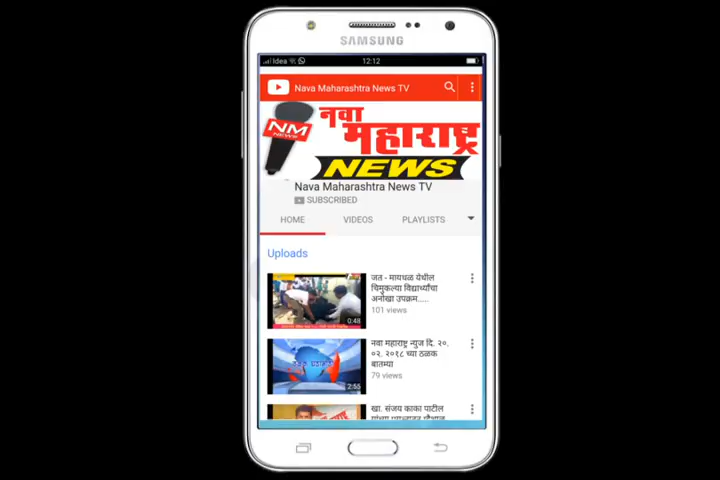 SAMSUNG
Idea
12:12
Nava Maharashtra News TV
नवा
महाराष्ट्र
NM
NEWS
NEWS
Nava Maharashtra News TV
SUBSCRIBED
HOME VIDEOS PLAYLISTS
Uploads
जत - मायथळ येथील
चिमुकल्या विद्यार्थ्यांचा
अनोखा उपक्रम.....
101 views
0:48
नवा महाराष्ट्र न्युज दि. २०.
०२. २०१८ च्या ठळक
बातम्या
79 views
2:55
खा. संजय काका पाटील